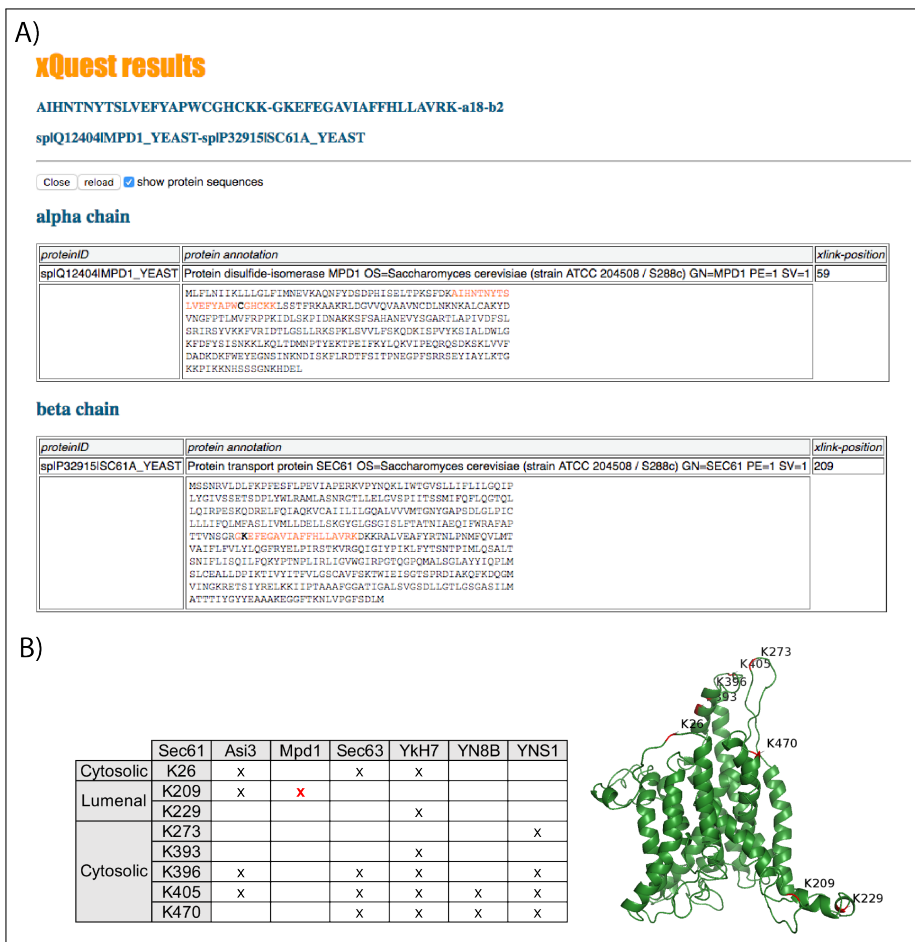 A)
xQuest results
AIHNTNYTSLVEFYAPWCGHCKK-GKEFEGAVIAFFHLLAVRK-a18-b2
sp|Q12404|MPD1_YEAST-sp|P32915|SC61A_YEAST
Close reload show protein sequences
alpha chain
proteinID protein annotation xlink-position
sp|Q12404|MPD1_YEAST Protein disulfide-isomerase MPD1 OS=Saccharomyces cerevisiae (strain ATCC 204508 / S288c) GN=MPD1 PE=1 SV=1 59
MLFLNIIKLLLGLFIMNEVKAQNFYDSDPHISELTPKSFDKAIHNTNYTS
LVEFYAPWCGHCKKLSSTFRKAAKRLDGVVQVAAVNCDLNKNKALCAKYD
VNGFPTLMVFRPPKIDLSKPIDNAKKSFSAHANEVYSGARTLAPIVDFSL
SRIRSYVKKFVRIDTLGSLLRKSPKLSVVLFSKQDKISPVYKSIALDWLG
KFDFYSISNKKLKQLTDMNPTYEKTPEIFKYLQKVIPEQRQSDKSKLVVF
DADKDKFWEYEGNSINKNDISKFLRDTFSITPNEGPFSRRSEYIAYLKTG
KKPIKKNHSSSGNKHDEL
beta chain
proteinID protein annotation xlink-position
sp|P32915|SC61A_YEAST Protein transport protein SEC61 OS=Saccharomyces cerevisiae (strain ATCC 204508 / S288c) GN=SEC61 PE=1 SV=1 209
MSSNRVLDLFKPFESFLPEVIAPERKVPYNQKLIWTGVSLLIFLILGQIP
LYGIVSSETSDPLYWLRAMLASNRGTLLELGVSPIITSSMIFQFLQGTQL
LQIRPESKQDRELFQIAQKVCAIILILGQALVVVMTGNYGAPSDLGLPIC
LLLIFQLMFASLIVMLLDELLSKGYGLGSGISLFTATNIAEQIFWRAFAP
TTVNSGRGKEFEGAVIAFFHLLAVRKDKKRALVEAFYRTNLPNMFQVLMT
VAIFLFVLYLQGFRYELPIRSTKVRGQIGIYPIKLFYTSNTPIMLQSALT
SNIFLISQILFQKYPTNPLIRLIGVWGIRPGTQGPQMALSGLAYYIQPLM
SLCEALLDPIKTIVYITFVLGSCAVFSKTWIEISGTSPRDIAKQFKDQGM
VINGKRETSIYRELKKIIPTAAAFGGATIGALSVGSDLLGTLGSGASILM
ATTTIYGYYEAAAKEGGFTKNLVPGFSDLM
B)
Sec61 Asi3 Mpd1 Sec63 YkH7 YN8B YNS1
Cytosolic K26 x x x
Lumenal K209 x x
K229 x
Cytosolic K273 x
K393 x
K396 x x x x
K405 x x x x x
K470 x x x x
K273
K405
K396
393
K26
K470
K209
K229